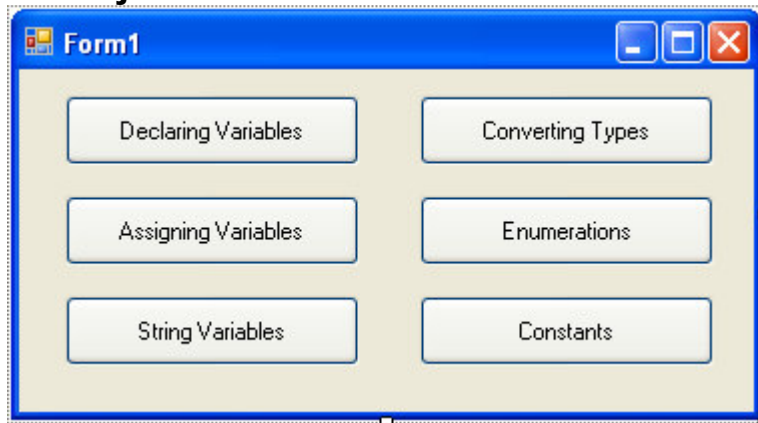 Form1
Declaring Variables
Converting Types
Assigning Variables
Enumerations
String Variables
Constants